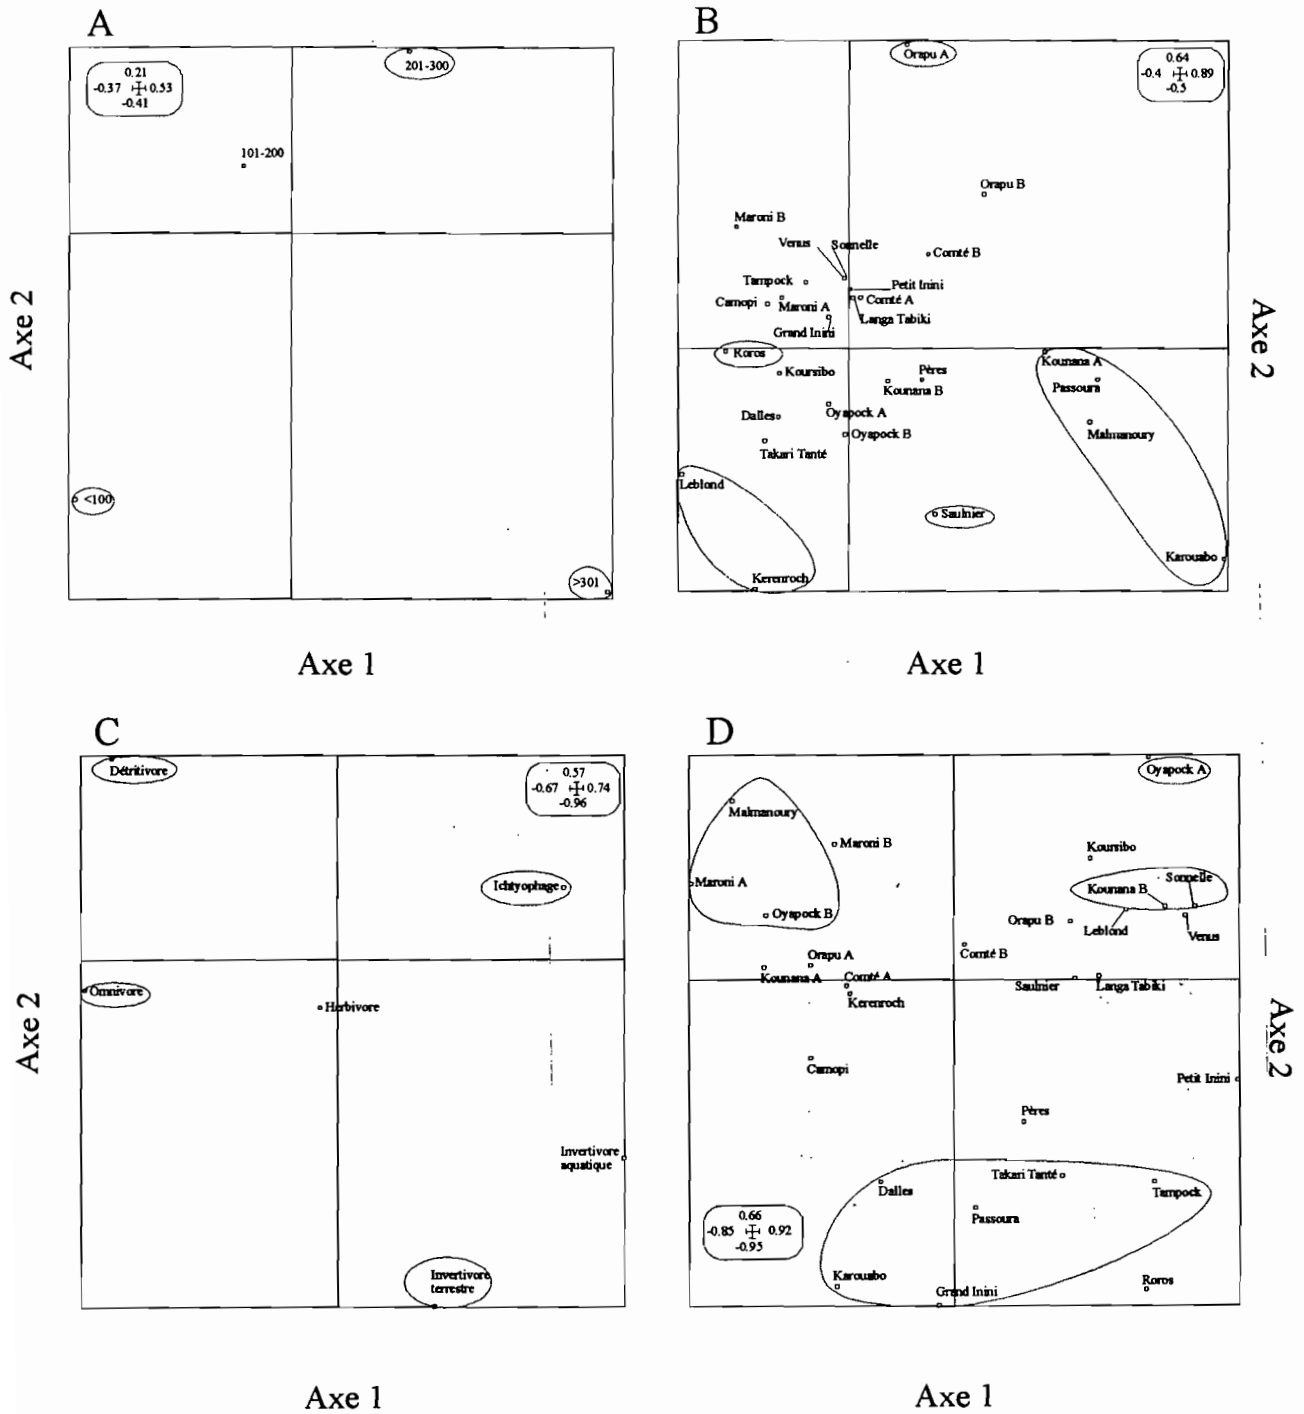 A
0.21
-0.37 0.53
-0.41
201-300
101-200
<100
>301
Axe 2
Axe 1
B
Orapu A
0.64
-0.4 0.89
-0.5
Orapu B
Maroni B
Venus
Sonnelle
Comté B
Tampock
Petit Inini
Camopi
Maroni A
Comté A
Grand Inini
Langa Tabiki
Roros
Koursibo
Kounana A
Pères
Kounana B
Passoura
Dalles
Oyapock A
Oyapock B
Malmanoury
Takari Tanté
Leblond
Saulnier
Karouabo
Kerenroch
Axe 2
Axe 1
C
Détritivore
0.57
-0.67 0.74
-0.96
Ichtyophage
Omnivore
Herbivore
Invertivore
aquatique
Invertivore
terrestre
Axe 2
Axe 1
D
Oyapock A
Malmanoury
Maroni B
Koursibo
Sonnelle
Maroni A
Kounana B
Oyapock B
Orapu B
Leblond
Venus
Orapu A
Comté B
Kounana A
Comté A
Saulnier
Langa Tabiki
Kerenroch
Camopi
Petit Inini
Pères
Takari Tanté
Dalles
Tampock
Passoura
0.66
-0.85 0.92
-0.95
Karouabo
Roros
Grand Inini
Axe 2
Axe 1